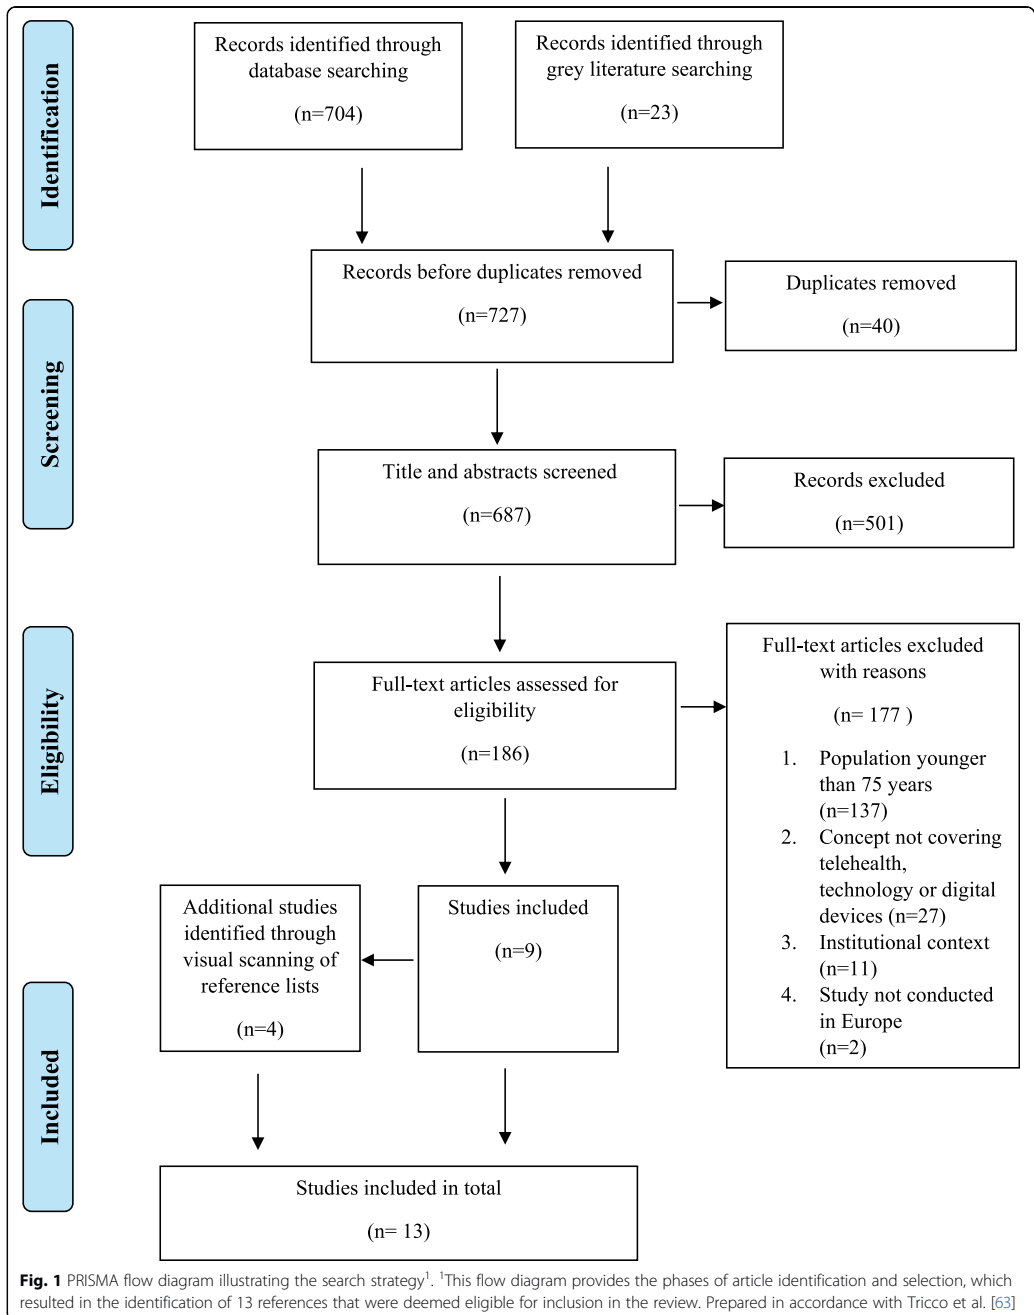 Identification
Records identified through
database searching
(n=704)
Records identified through
grey literature searching
(n=23)
Records before duplicates removed
(n=727)
Duplicates removed
(n=40)
Screening
Title and abstracts screened
(n=687)
Records excluded
(n=501)
Eligibility
Full-text articles assessed for
eligibility
(n=186)
Full-text articles excluded
with reasons
(n= 177 )
1. Population younger
than 75 years
(n=137)
2. Concept not covering
telehealth,
technology or digital
devices (n=27)
3. Institutional context
(n=11)
4. Study not conducted
in Europe
(n=2)
Additional studies
identified through
visual scanning of
reference lists
(n=4)
Studies included
(n=9)
Included
Studies included in total
(n= 13)
Fig. 1 PRISMA flow diagram illustrating the search strategy¹. ¹This flow diagram provides the phases of article identification and selection, which
resulted in the identification of 13 references that were deemed eligible for inclusion in the review. Prepared in accordance with Tricco et al. [63]